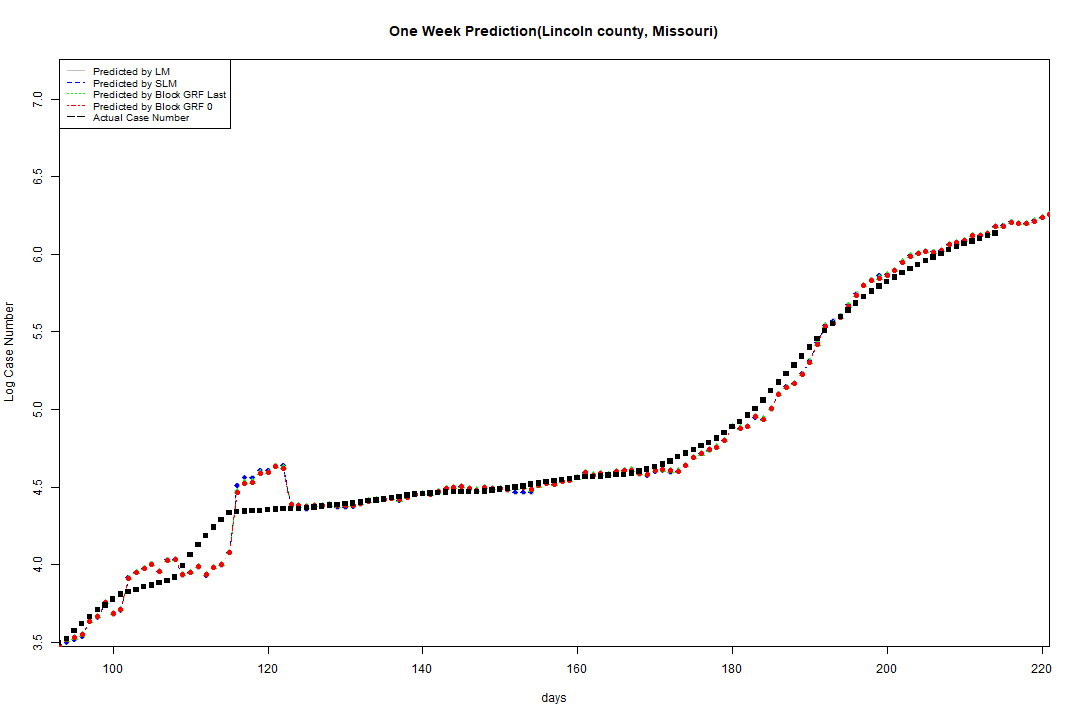 One Week Prediction(Lincoln county, Missouri)
Predicted by LM
Predicted by SLM
Predicted by Block GRF Last
Predicted by Block GRF 0
Actual Case Number
7.0
6.5
6.0
5.5
5.0
4.5
4.0
3.5
Log Case Number
100 120 140 160 180 200 220
days